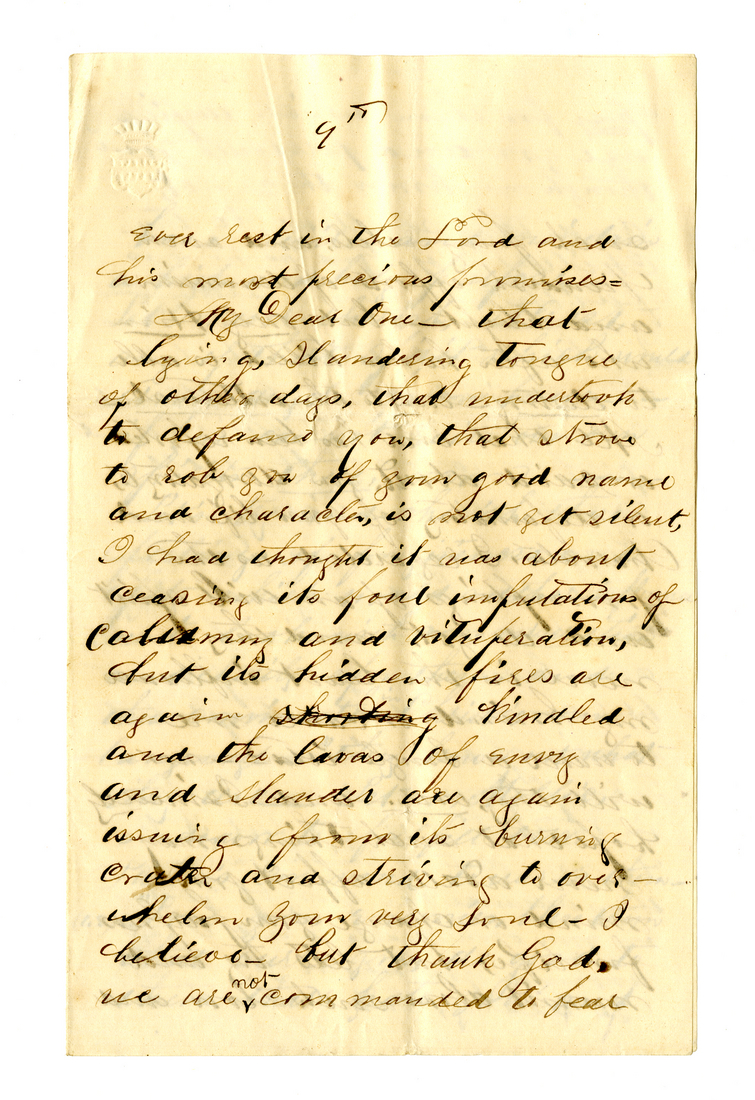 9th
ever rest in the Lord and
his most precious promises=
My Dear One— that
lying, slandering tongue
of other days, that undertook
to defame you, that strove
to rob you of your good name
and character, is not yet silent,
I had thought it was about
ceasing its foul imputations of
calummy and vituperation,
but its hidden fires are
again shooting kindled
and the lavas of envy
and slander are again
issuing from its burning
crater and striving to over-
whelm your very soul— I
believe— but thank God,
we are not commanded to fear